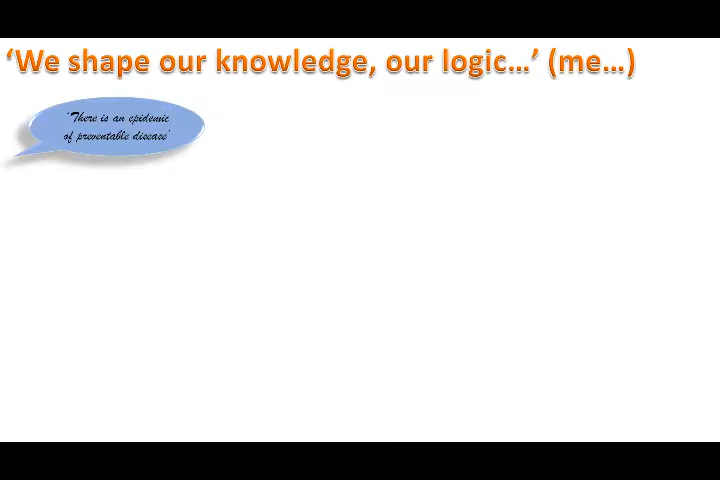 ‘We shape our knowledge, our logic…’ (me…)
‘There is an epidemic
of preventable disease’